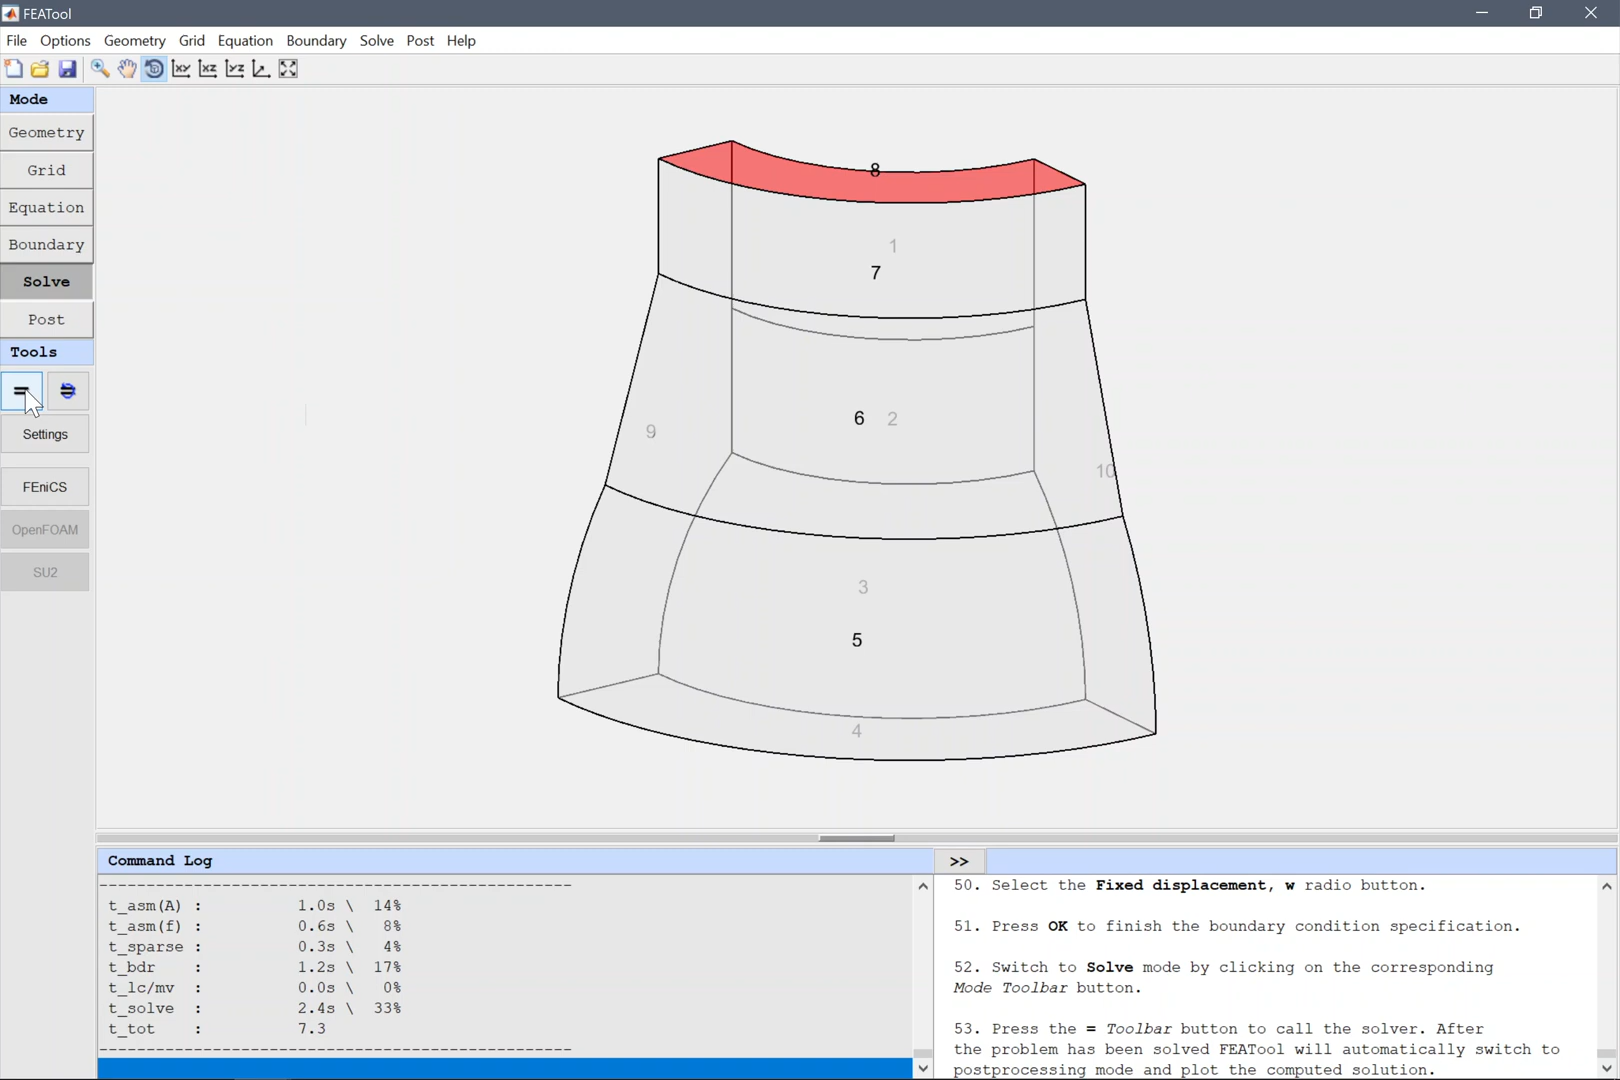 FEATool
File Options Geometry Grid Equation Boundary Solve Post Help
Mode
Geometry
Grid
Equation
Boundary
Solve
Post
Tools
=
Settings
FEniCS
OpenFOAM
SU2
8
1
7
6 2
9
10
3
5
4
Command Log
>>
-------------------------------------------------
t_asm(A) : 1.0s \ 14%
t_asm(f) : 0.6s \ 8%
t_sparse : 0.3s \ 4%
t_bdr : 1.2s \ 17%
t_lc/mv : 0.0s \ 0%
t_solve : 2.4s \ 33%
t_tot : 7.3
-------------------------------------------------
50. Select the Fixed displacement, w radio button.
51. Press OK to finish the boundary condition specification.
52. Switch to Solve mode by clicking on the corresponding
Mode Toolbar button.
53. Press the = Toolbar button to call the solver. After
the problem has been solved FEATool will automatically switch to
postprocessing mode and plot the computed solution.